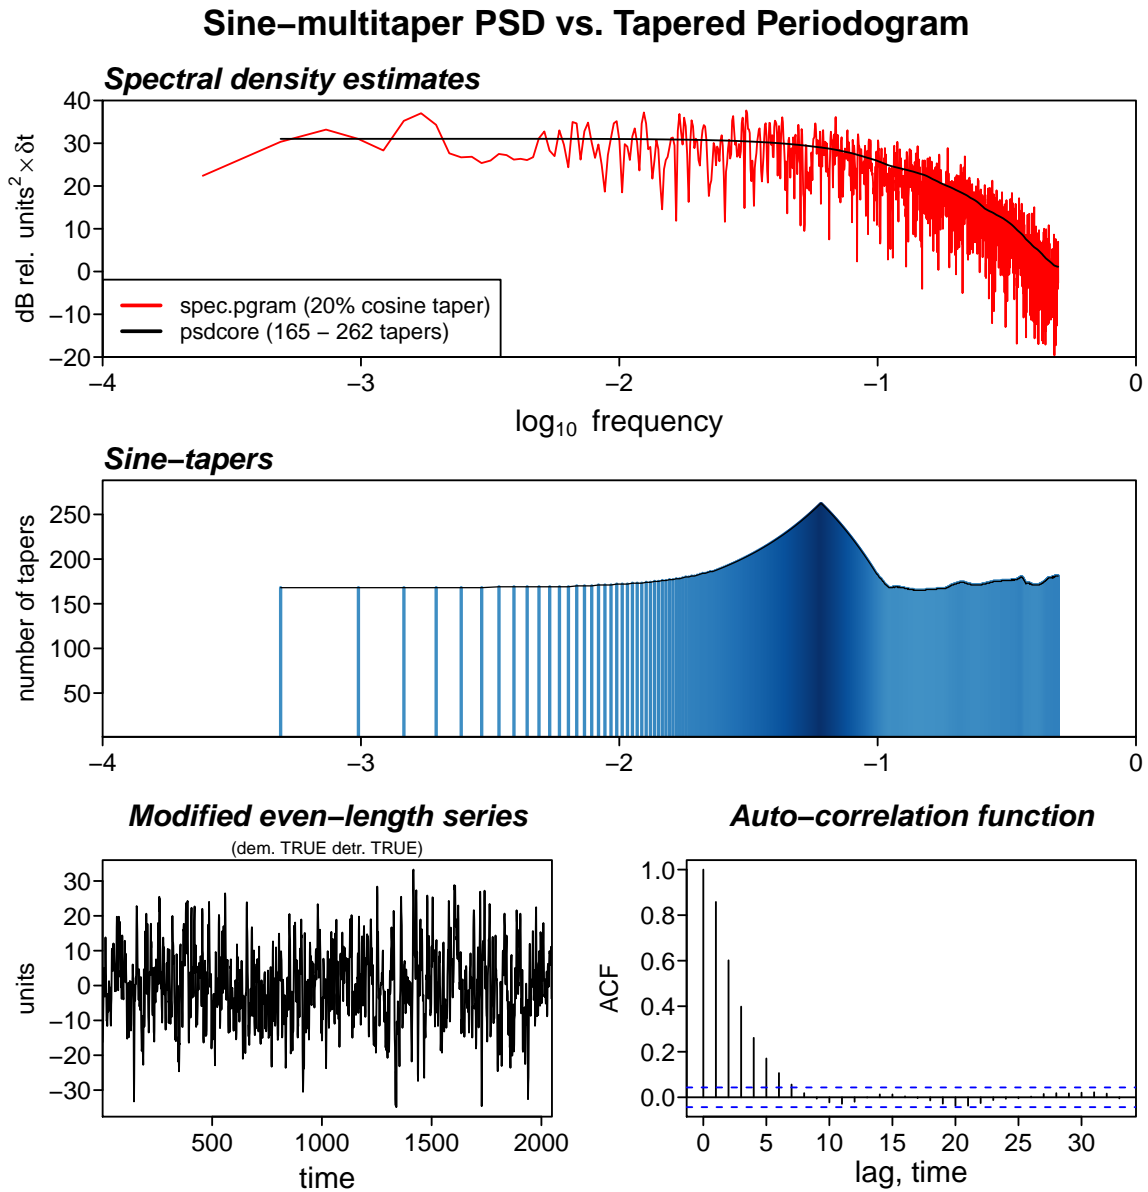 Sine−multitaper PSD vs. Tapered Periodogram
Spectral density estimates
dB rel. units² × δt
40
30
20
10
0
−10
−20
spec.pgram (20% cosine taper)
psdcore (165 − 262 tapers)
−4 −3 −2 −1 0
log₁₀ frequency
Sine−tapers
number of tapers
250
200
150
100
50
−4 −3 −2 −1 0
Modified even−length series
(dem. TRUE detr. TRUE)
units
30
20
10
0
−10
−20
−30
500 1000 1500 2000
time
Auto−correlation function
ACF
1.0
0.8
0.6
0.4
0.2
0.0
0 5 10 15 20 25 30
lag, time